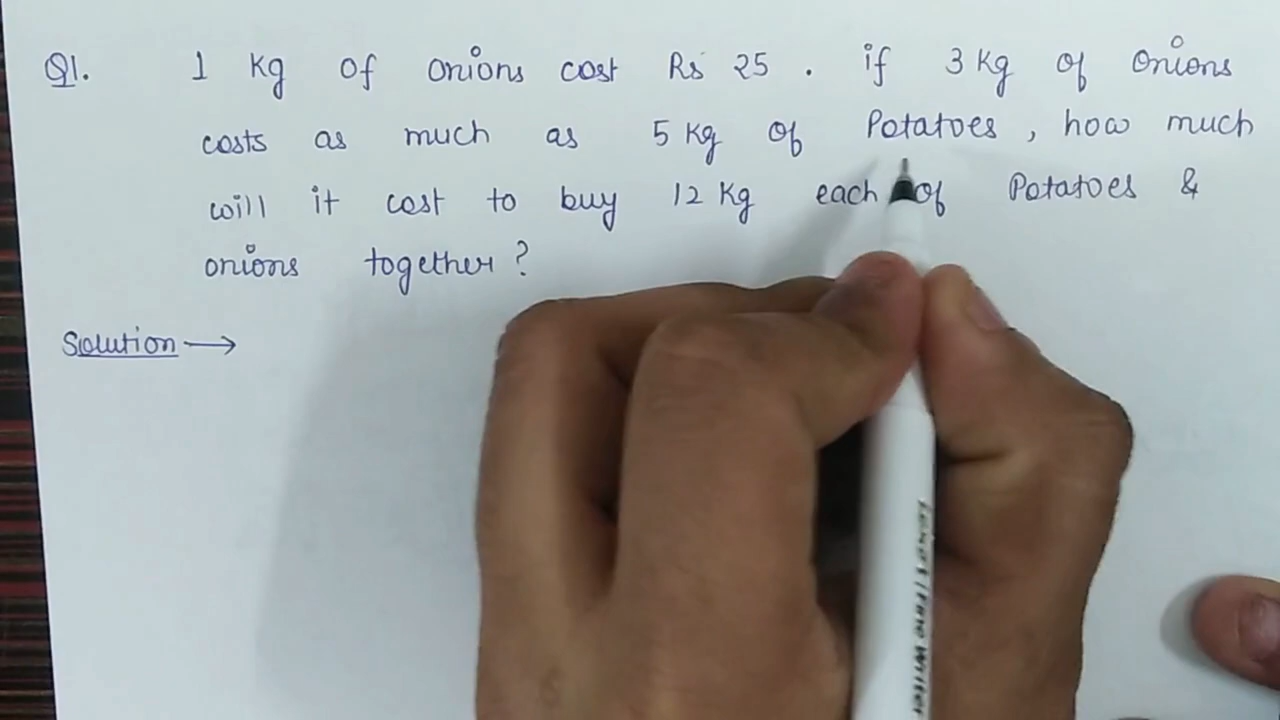 Q1. 1 Kg of onions cost Rs 25 . if 3 Kg of onions
costs as much as 5 Kg of Potatoes , how much
will it cost to buy 12 Kg each of Potatoes &
onions together ?
Solution →